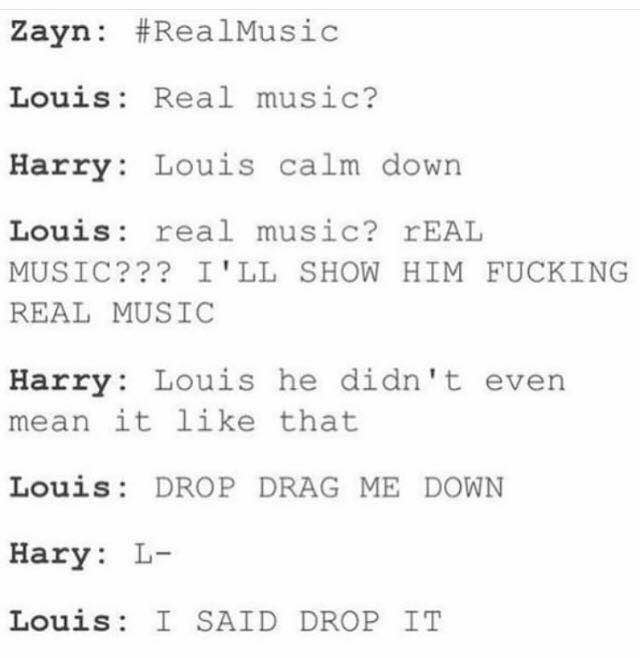 Zayn: #RealMusic
Louis: Real music?
Harry: Louis calm down
Louis: real music? rEAL
MUSIC??? I'LL SHOW HIM FUCKING
REAL MUSIC
Harry: Louis he didn't even
mean it like that
Louis: DROP DRAG ME DOWN
Hary: L-
Louis: I SAID DROP IT